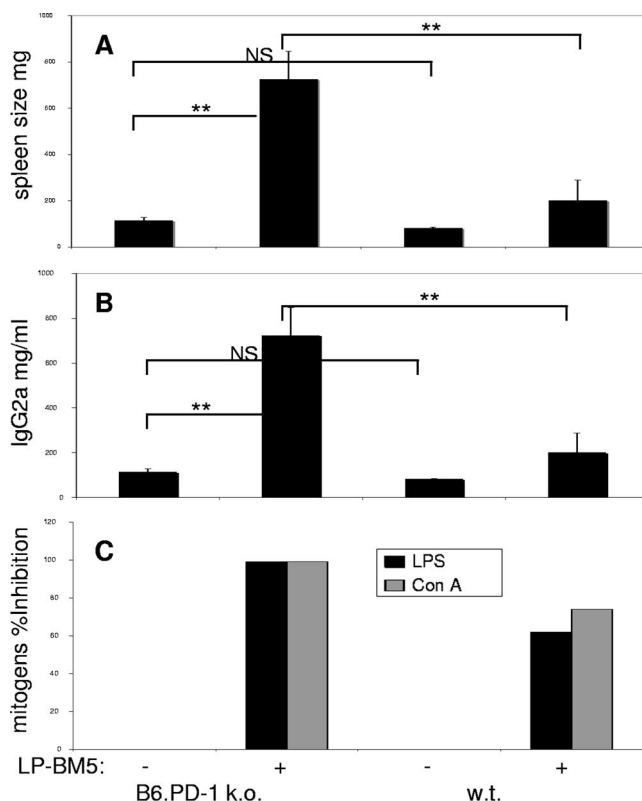 A
spleen size mg
1000
800
600
400
200
0
**
NS
**
B
IgG2a mg/ml
1000
800
600
400
200
0
**
NS
**
C
mitogens %Inhibition
120
100
80
60
40
20
0
LPS
Con A
LP-BM5: - + - +
B6.PD-1 k.o. w.t.